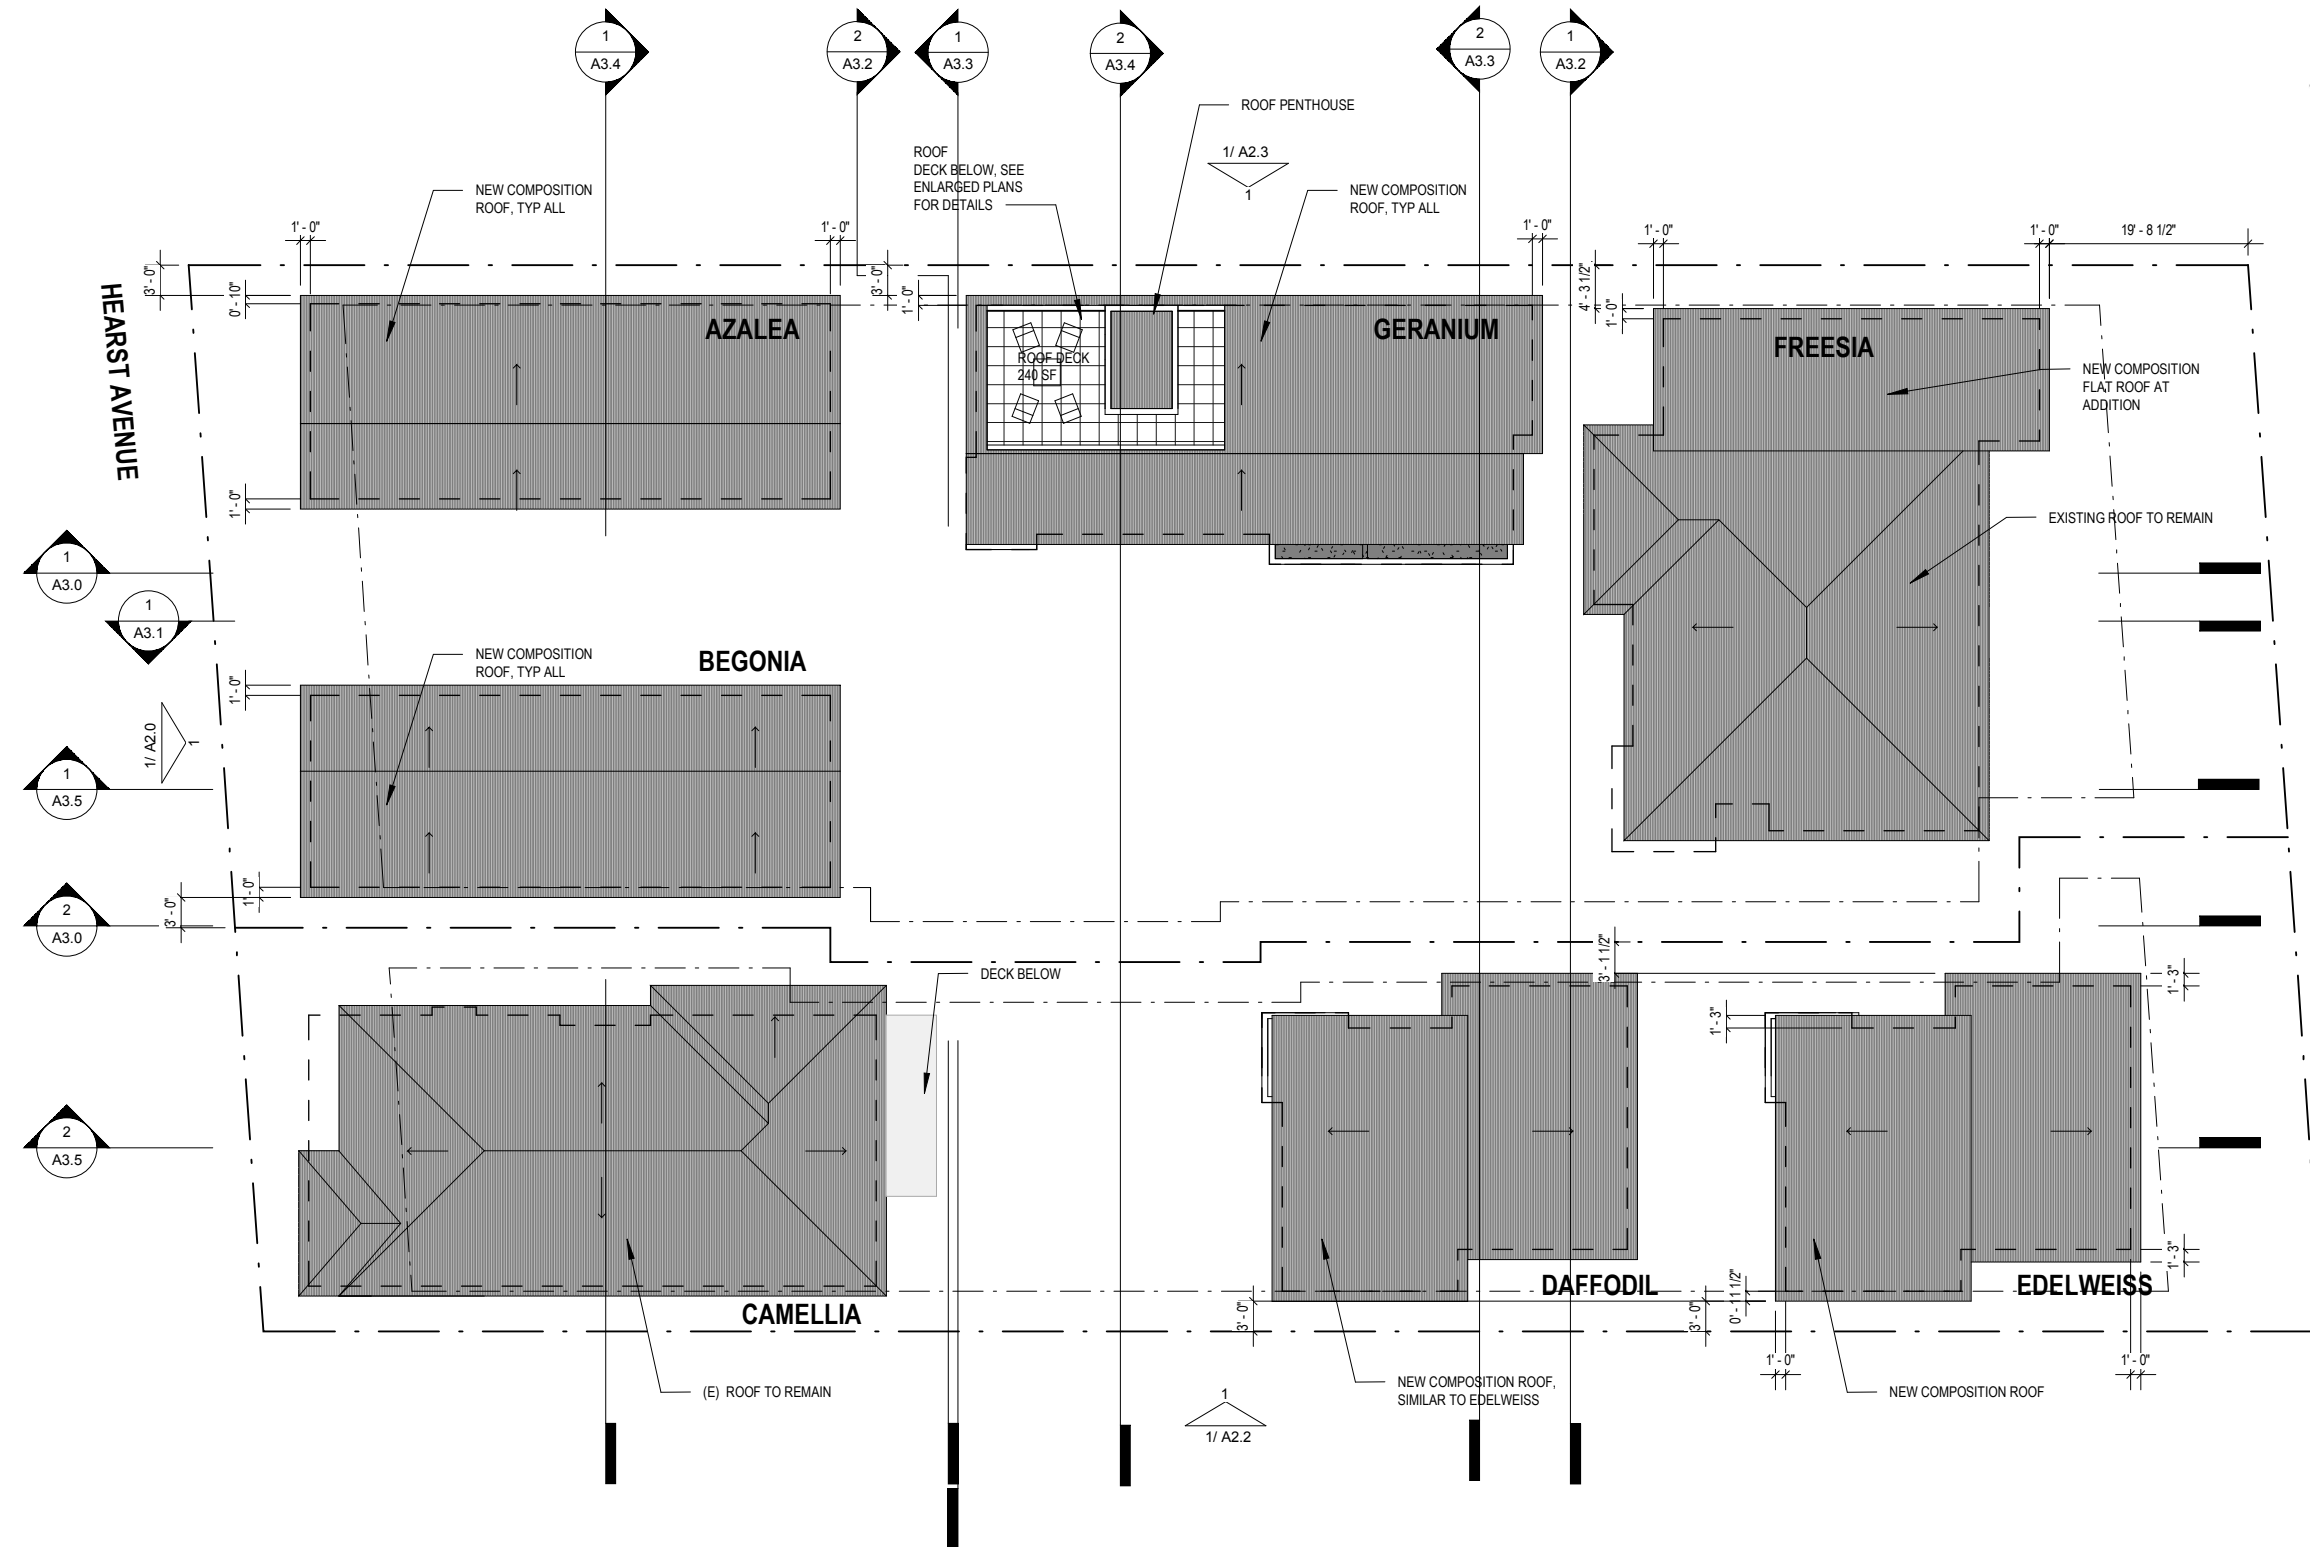 1
A3.4
2
A3.2
1
A3.3
2
A3.4
2
A3.3
1
A3.2
ROOF PENTHOUSE
ROOF
DECK BELOW, SEE
ENLARGED PLANS
FOR DETAILS
1/ A2.3
1
NEW COMPOSITION
ROOF, TYP ALL
NEW COMPOSITION
ROOF, TYP ALL
1' - 0"
1' - 0"
1' - 0"
1' - 0"
1' - 0"
19' - 8 1/2"
3' - 0"
0' - 10"
3' - 0"
1' - 0"
4' - 3 1/2"
1' - 0"
HEARST AVENUE
AZALEA
GERANIUM
FREESIA
ROOF DECK
240 SF
NEW COMPOSITION
FLAT ROOF AT
ADDITION
1' - 0"
EXISTING ROOF TO REMAIN
1
A3.0
1
A3.1
NEW COMPOSITION
ROOF, TYP ALL
BEGONIA
1' - 0"
1/ A2.0
1
1
A3.5
1' - 0"
3' - 0"
2
A3.0
3' - 1 1/2"
DECK BELOW
1' - 3"
1' - 3"
2
A3.5
1' - 3"
DAFFODIL
EDELWEISS
CAMELLIA
3' - 0"
3' - 0"
0' - 11 1/2"
1' - 0"
1' - 0"
(E) ROOF TO REMAIN
NEW COMPOSITION ROOF,
SIMILAR TO EDELWEISS
NEW COMPOSITION ROOF
1
1/ A2.2